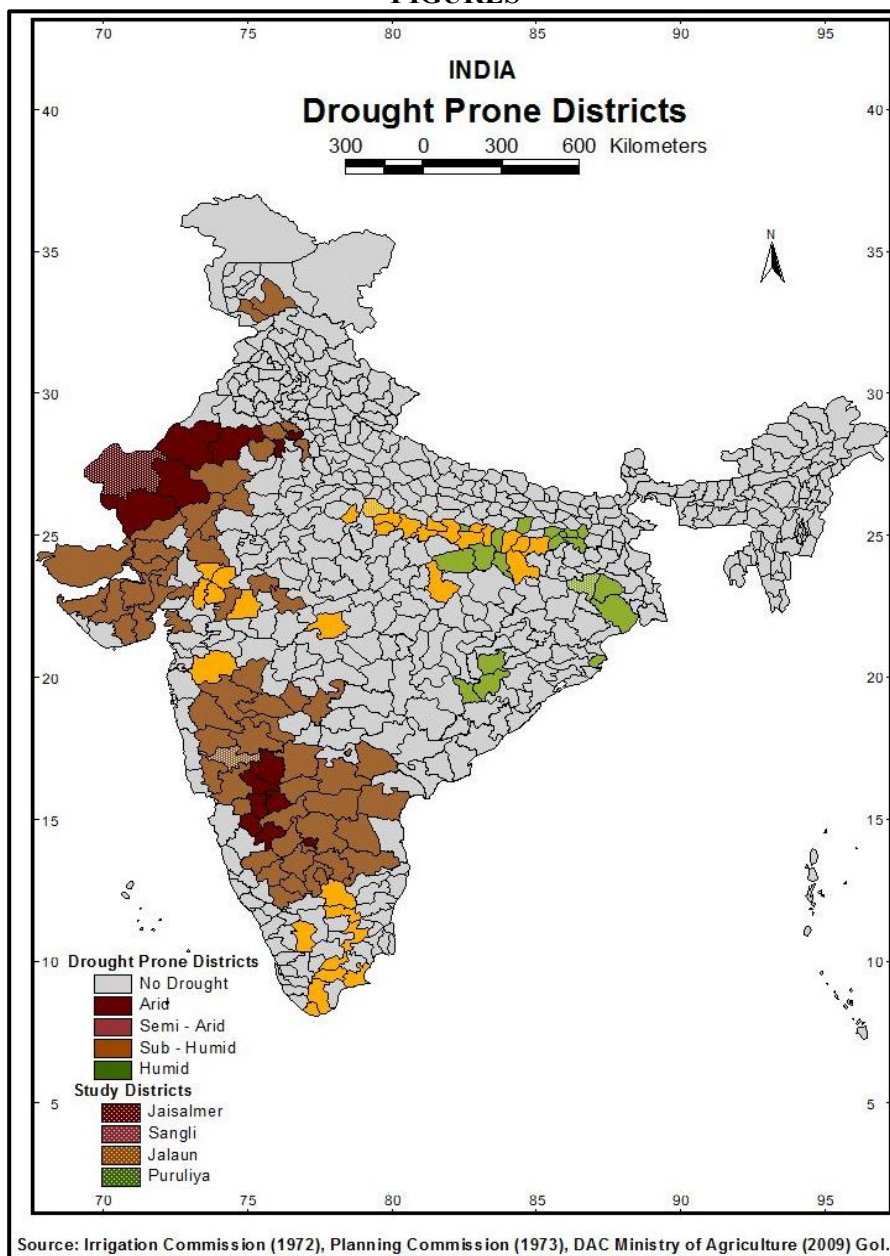 FIGURES
70 75 80 85 90 95
INDIA
Drought Prone Districts
300 0 300 600 Kilometers
40 40
N
35 35
30 30
25 25
20 20
15 15
10 10
5 5
Drought Prone Districts
No Drought
Arid
Semi - Arid
Sub - Humid
Humid
Study Districts
Jaisalmer
Sangli
Jalaun
Puruliya
70 75 80 85 90 95
Source: Irrigation Commission (1972), Planning Commission (1973), DAC Ministry of Agriculture (2009) GoI.